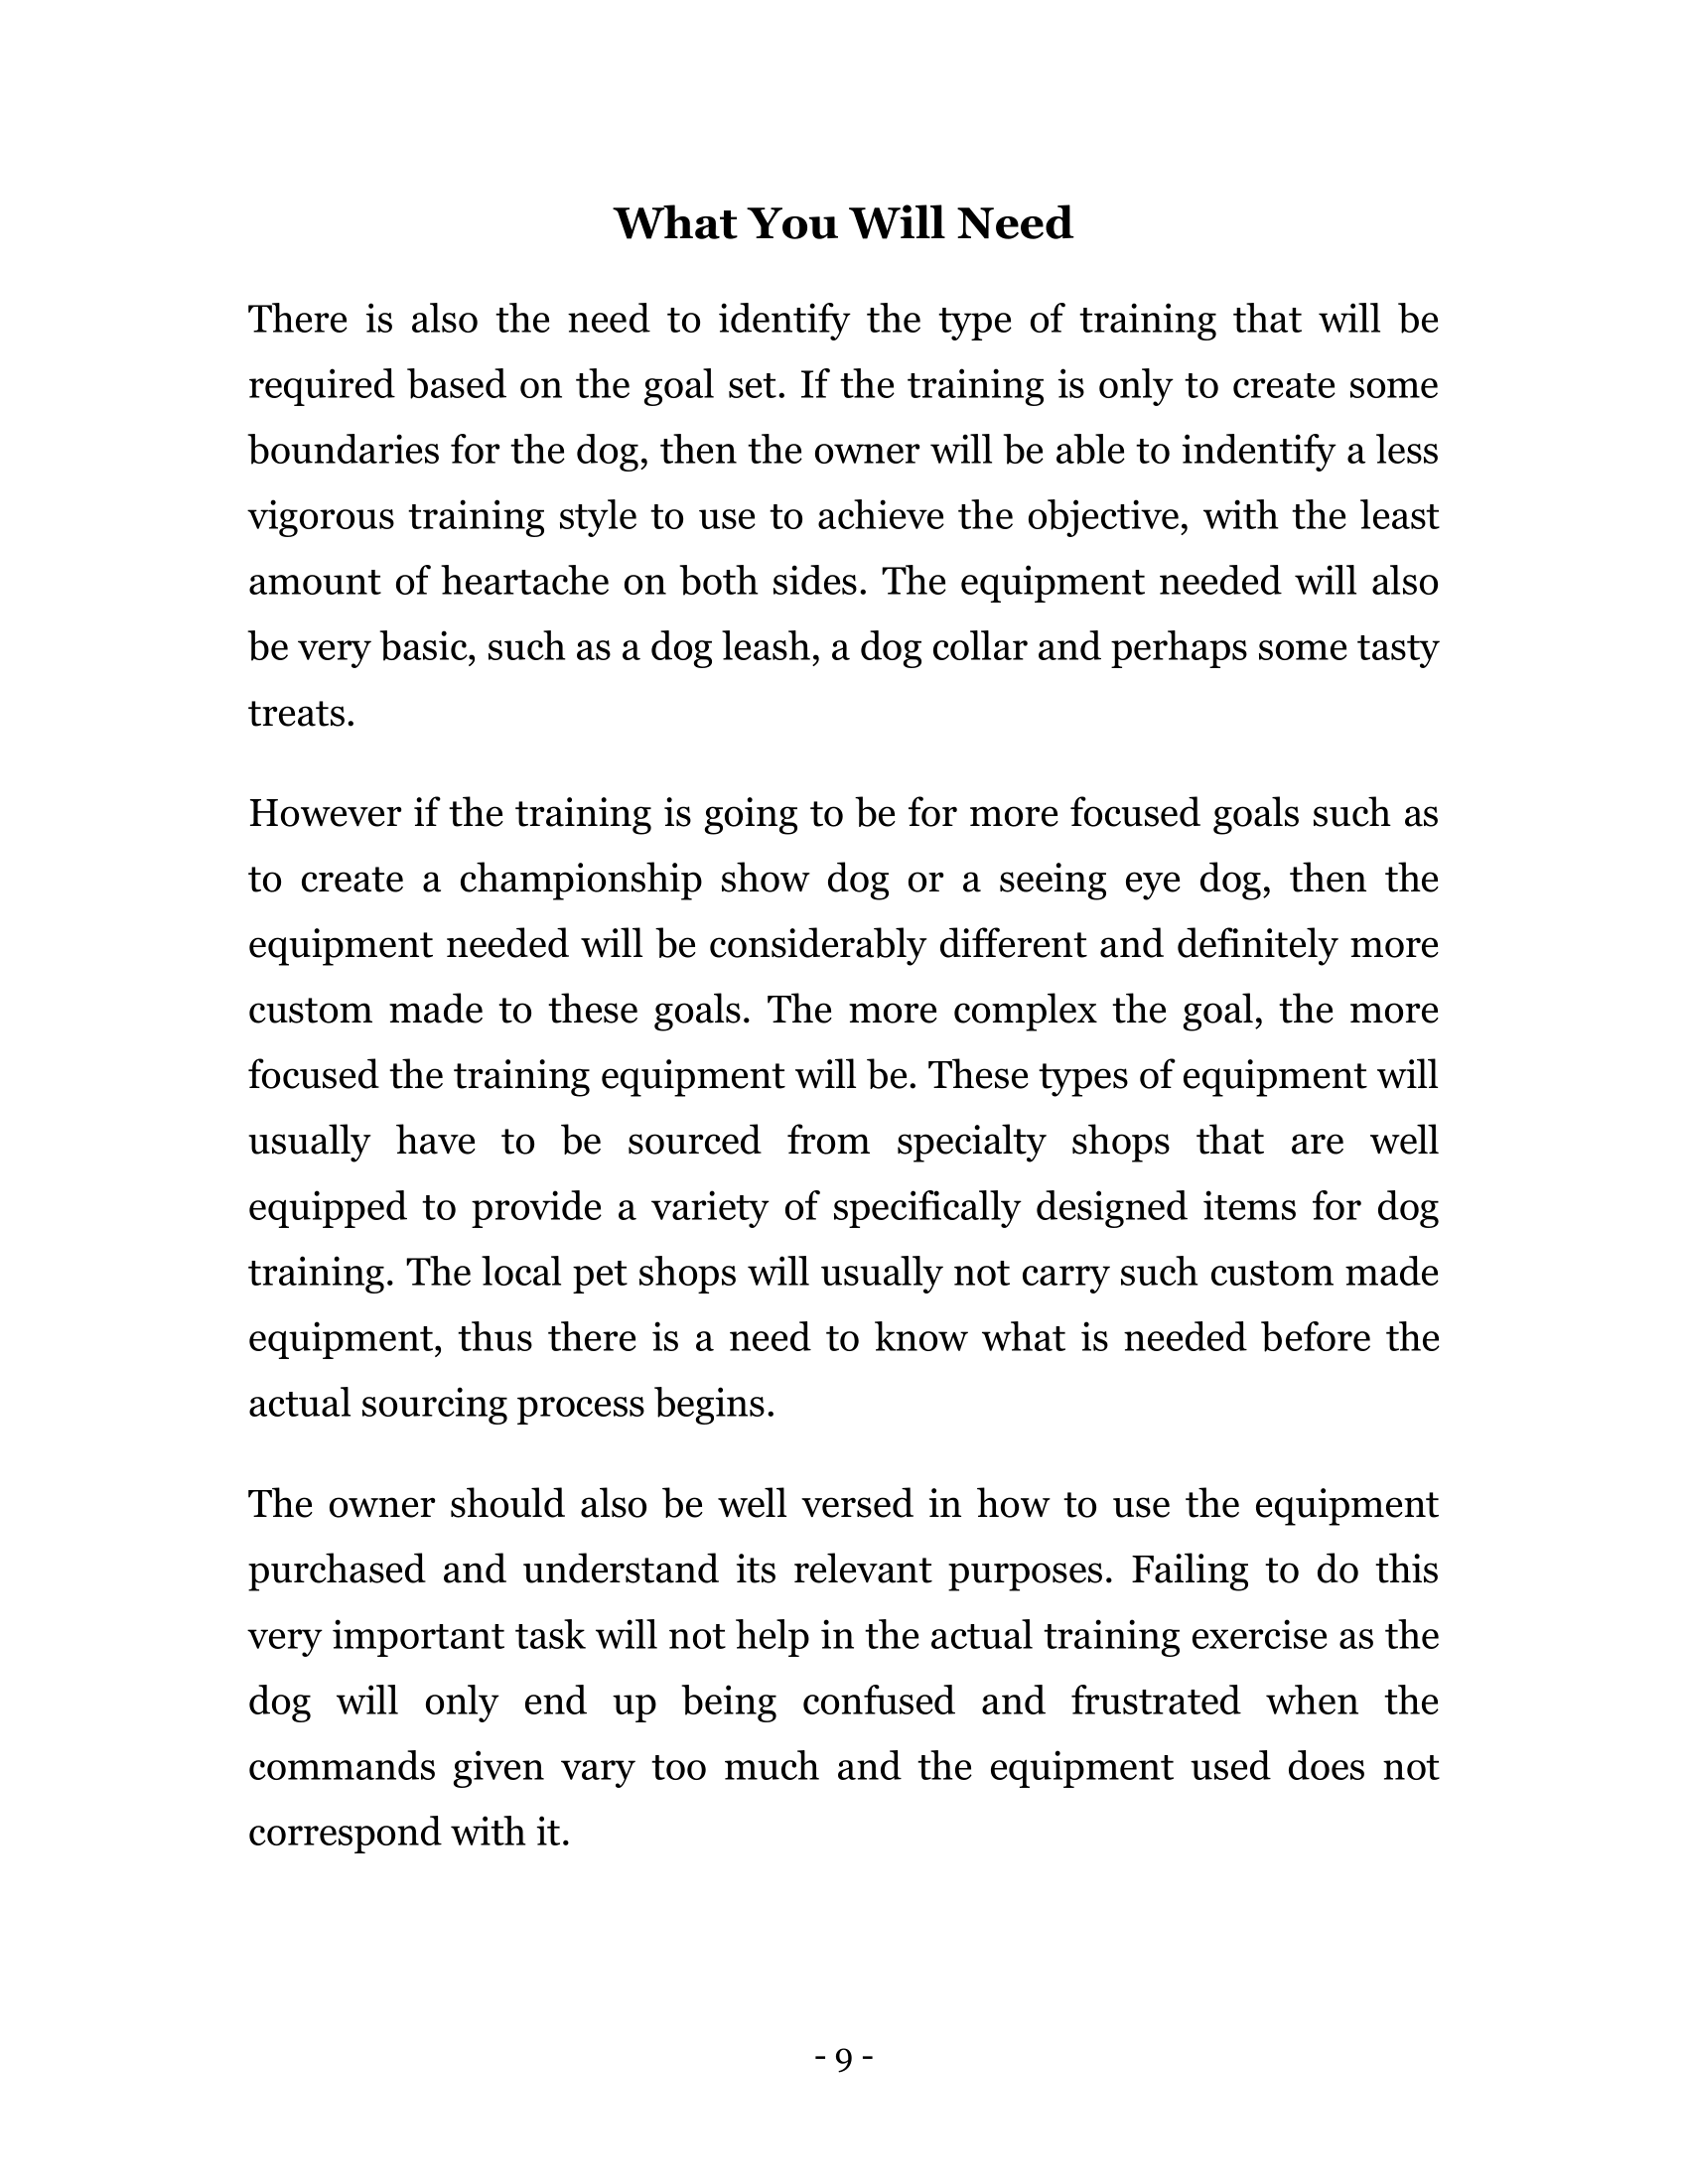 What You Will Need
There is also the need to identify the type of training that will be
required based on the goal set. If the training is only to create some
boundaries for the dog, then the owner will be able to indentify a less
vigorous training style to use to achieve the objective, with the least
amount of heartache on both sides. The equipment needed will also
be very basic, such as a dog leash, a dog collar and perhaps some tasty
treats.
However if the training is going to be for more focused goals such as
to create a championship show dog or a seeing eye dog, then the
equipment needed will be considerably different and definitely more
custom made to these goals. The more complex the goal, the more
focused the training equipment will be. These types of equipment will
usually have to be sourced from specialty shops that are well
equipped to provide a variety of specifically designed items for dog
training. The local pet shops will usually not carry such custom made
equipment, thus there is a need to know what is needed before the
actual sourcing process begins.
The owner should also be well versed in how to use the equipment
purchased and understand its relevant purposes. Failing to do this
very important task will not help in the actual training exercise as the
dog will only end up being confused and frustrated when the
commands given vary too much and the equipment used does not
correspond with it.
- 9 -